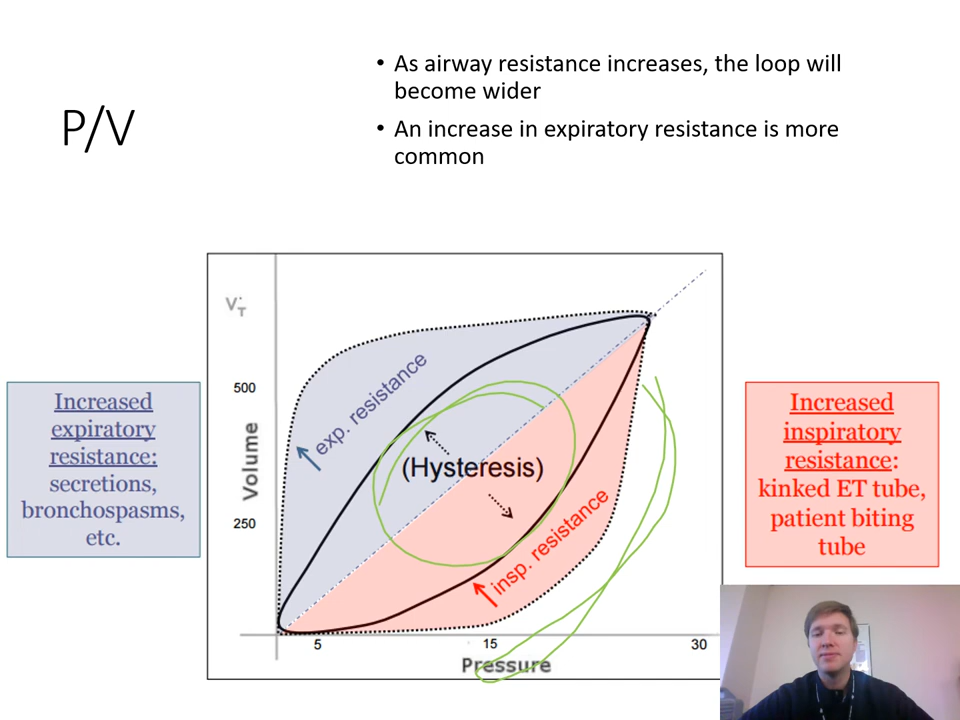 P/V
• As airway resistance increases, the loop will
become wider
• An increase in expiratory resistance is more
common
Increased
expiratory
resistance:
secretions,
bronchospasms,
etc.
V̇T
500
250
Volume
exp. resistance
(Hysteresis)
insp. resistance
5
15
30
Pressure
Increased
inspiratory
resistance:
kinked ET tube,
patient biting
tube